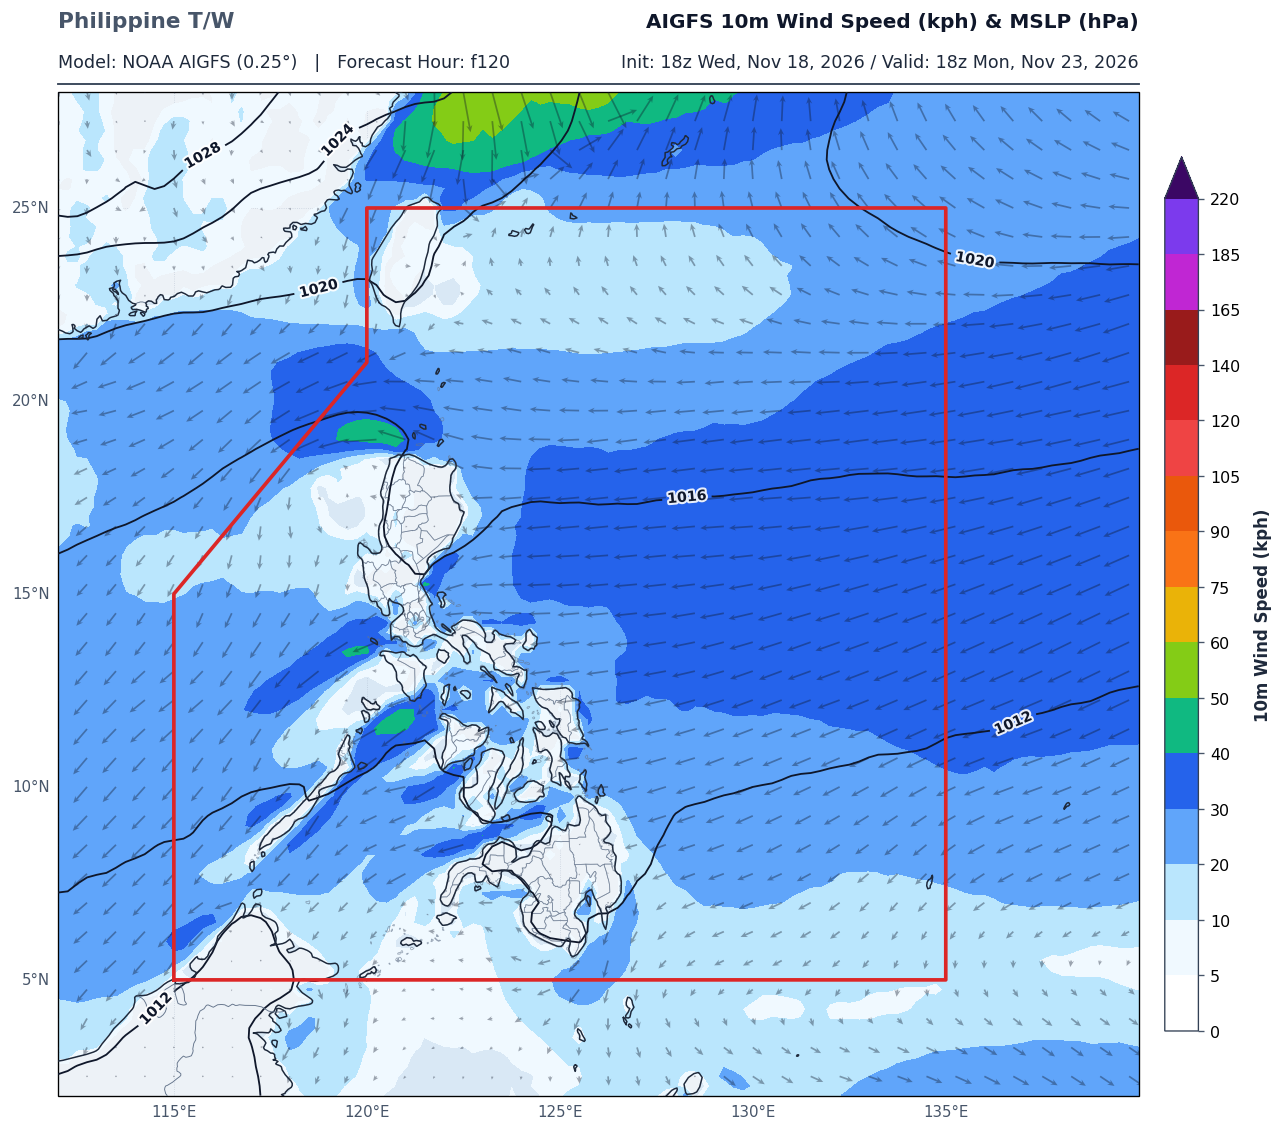 Philippine T/W
AIGFS 10m Wind Speed (kph) & MSLP (hPa)
Model: NOAA AIGFS (0.25°) | Forecast Hour: f120
Init: 18z Wed, Nov 18, 2026 / Valid: 18z Mon, Nov 23, 2026
1028
1024
1020
1020
1016
1012
1012
25°N
20°N
15°N
10°N
5°N
115°E
120°E
125°E
130°E
135°E
220
185
165
140
120
105
90
75
60
50
40
30
20
10
5
0
10m Wind Speed (kph)